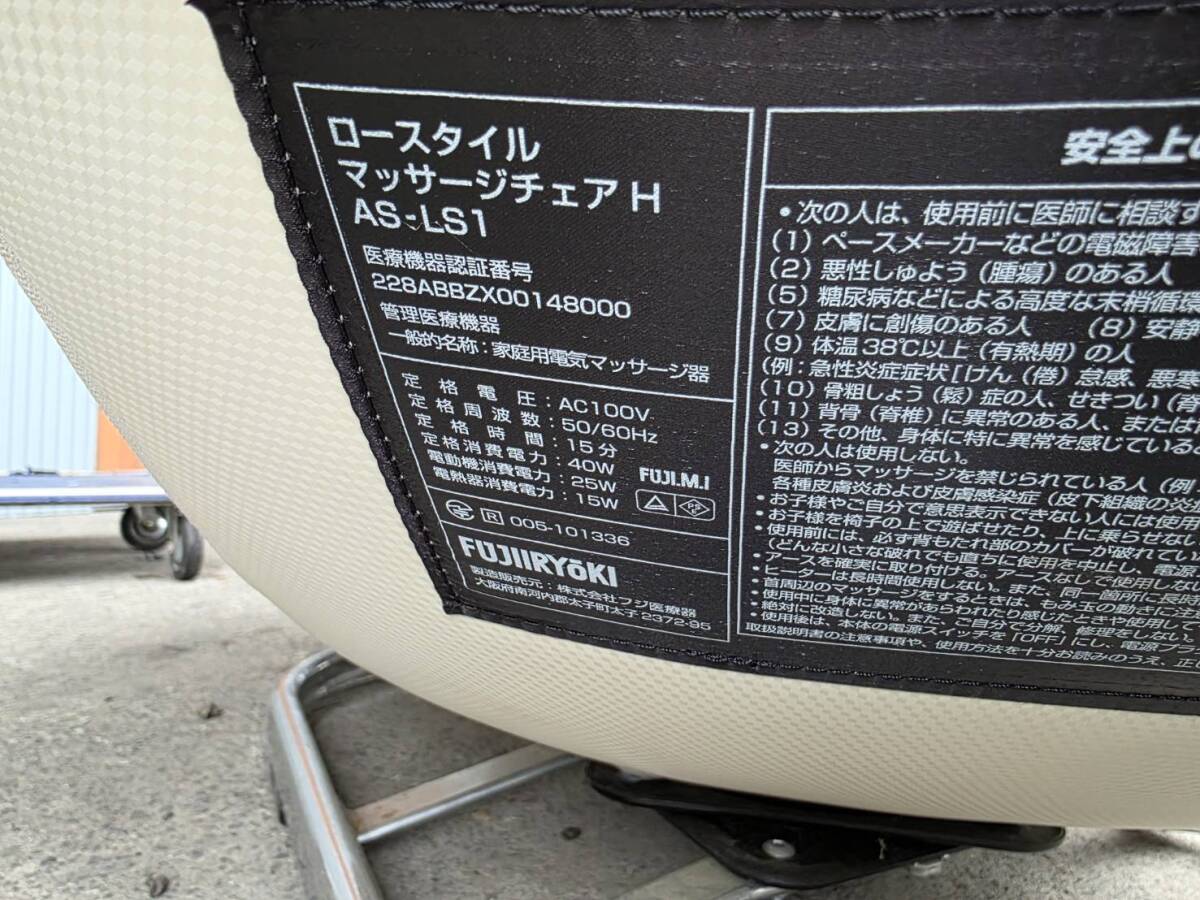 ロースタイル
マッサージチェア H
AS-LS1
医療機器認証番号
228ABBZX00148000
管理医療機器
一般的名称：家庭用電気マッサージ器
定格電圧：AC100V
定格周波数：50/60Hz
定格時間：15分
定格消費電力：40W
電動機消費電力：25W
電熱器消費電力：15W
FUJI.M.I
PS
E
R 005-101336
FUJIIRYōKI
製造販売元：株式会社フジ医療器
大阪府南河内郡太子町太子2372-95
安全上の
・次の人は、使用前に医師に相談す
(1) ペースメーカーなどの電磁障害
(2) 悪性しゅよう（腫瘍）のある人
(5) 糖尿病などによる高度な末梢循環
(7) 皮膚に創傷のある人 (8) 安静
(9) 体温38℃以上（有熱期）の人
(例：急性炎症症状［けん（倦）怠感、悪寒
(10) 骨粗しょう（鬆）症の人、せきつい（脊
(11) 背骨（脊椎）に異常のある人、または
(13) その他、身体に特に異常を感じている
・次の人は使用しない。
医師からマッサージを禁じられている人（例
各種皮膚炎および皮膚感染症（皮下組織の炎
・お子様やご自分で意思表示できない人には使用
・お子様を椅子の上で遊ばせたり、上に乗らせない
・使用前には、必ず背もたれ部のカバーが破れてい
（どんな小さな破れでも直ちに使用を中止し、電源
・アースを確実に取り付ける。アースなしで使用しな
・ヒーターは長時間使用しない。また、同一箇所に長
・首周辺のマッサージをするときは、もみ玉の動きに注
・使用中に身体に異常があらわれたり感じたときや使用して
・絶対に改造しない。また、ご自分で分解、修理をしない。
・使用後は、本体の電源スイッチを「OFF」にし、電源プラ
取扱説明書の注意事項や、使用方法を十分お読みのうえ、正